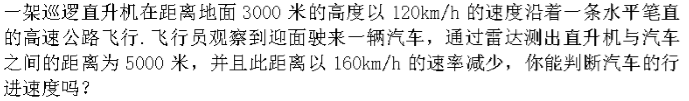 一架巡逻直升机在距离地面 3000 米的高度以 120km/h 的速度沿着一条水平笔直
的高速公路飞行. 飞行员观察到迎面驶来一辆汽车，通过雷达测出直升机与汽车
之间的距离为 5000 米，并且此距离以 160km/h 的速率减少，你能判断汽车的行
进速度吗？